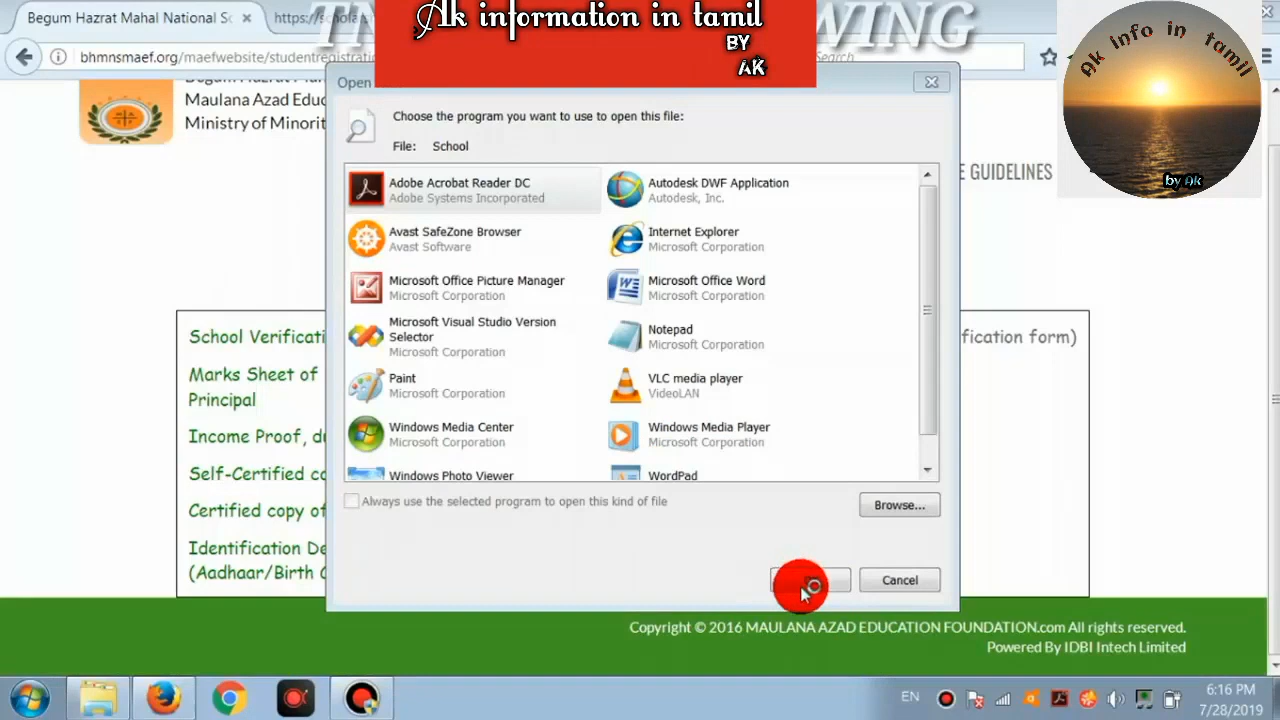 Begum Hazrat Mahal National Sc
https://scholar
Ak information in tamil
BY
AK
Ak info in tamil
by Ak
bhmnsmaef.org/maefwebsite/studentregistratio
Search
Maulana Azad Educ
Ministry of Minorit
E GUIDELINES
Open
Choose the program you want to use to open this file:
File: School
Adobe Acrobat Reader DC
Adobe Systems Incorporated
Autodesk DWF Application
Autodesk, Inc.
Avast SafeZone Browser
Avast Software
Internet Explorer
Microsoft Corporation
Microsoft Office Picture Manager
Microsoft Corporation
Microsoft Office Word
Microsoft Corporation
Microsoft Visual Studio Version
Selector
Microsoft Corporation
Notepad
Microsoft Corporation
Paint
Microsoft Corporation
VLC media player
VideoLAN
Windows Media Center
Microsoft Corporation
Windows Media Player
Microsoft Corporation
Windows Photo Viewer
WordPad
Always use the selected program to open this kind of file
Browse...
Cancel
School Verificati
fication form)
Marks Sheet of
Principal
Income Proof, du
Self-Certified co
Certified copy of
Identification De
(Aadhaar/Birth C
Copyright © 2016 MAULANA AZAD EDUCATION FOUNDATION.com All rights reserved.
Powered By IDBI Intech Limited
EN
6:16 PM
7/28/2019